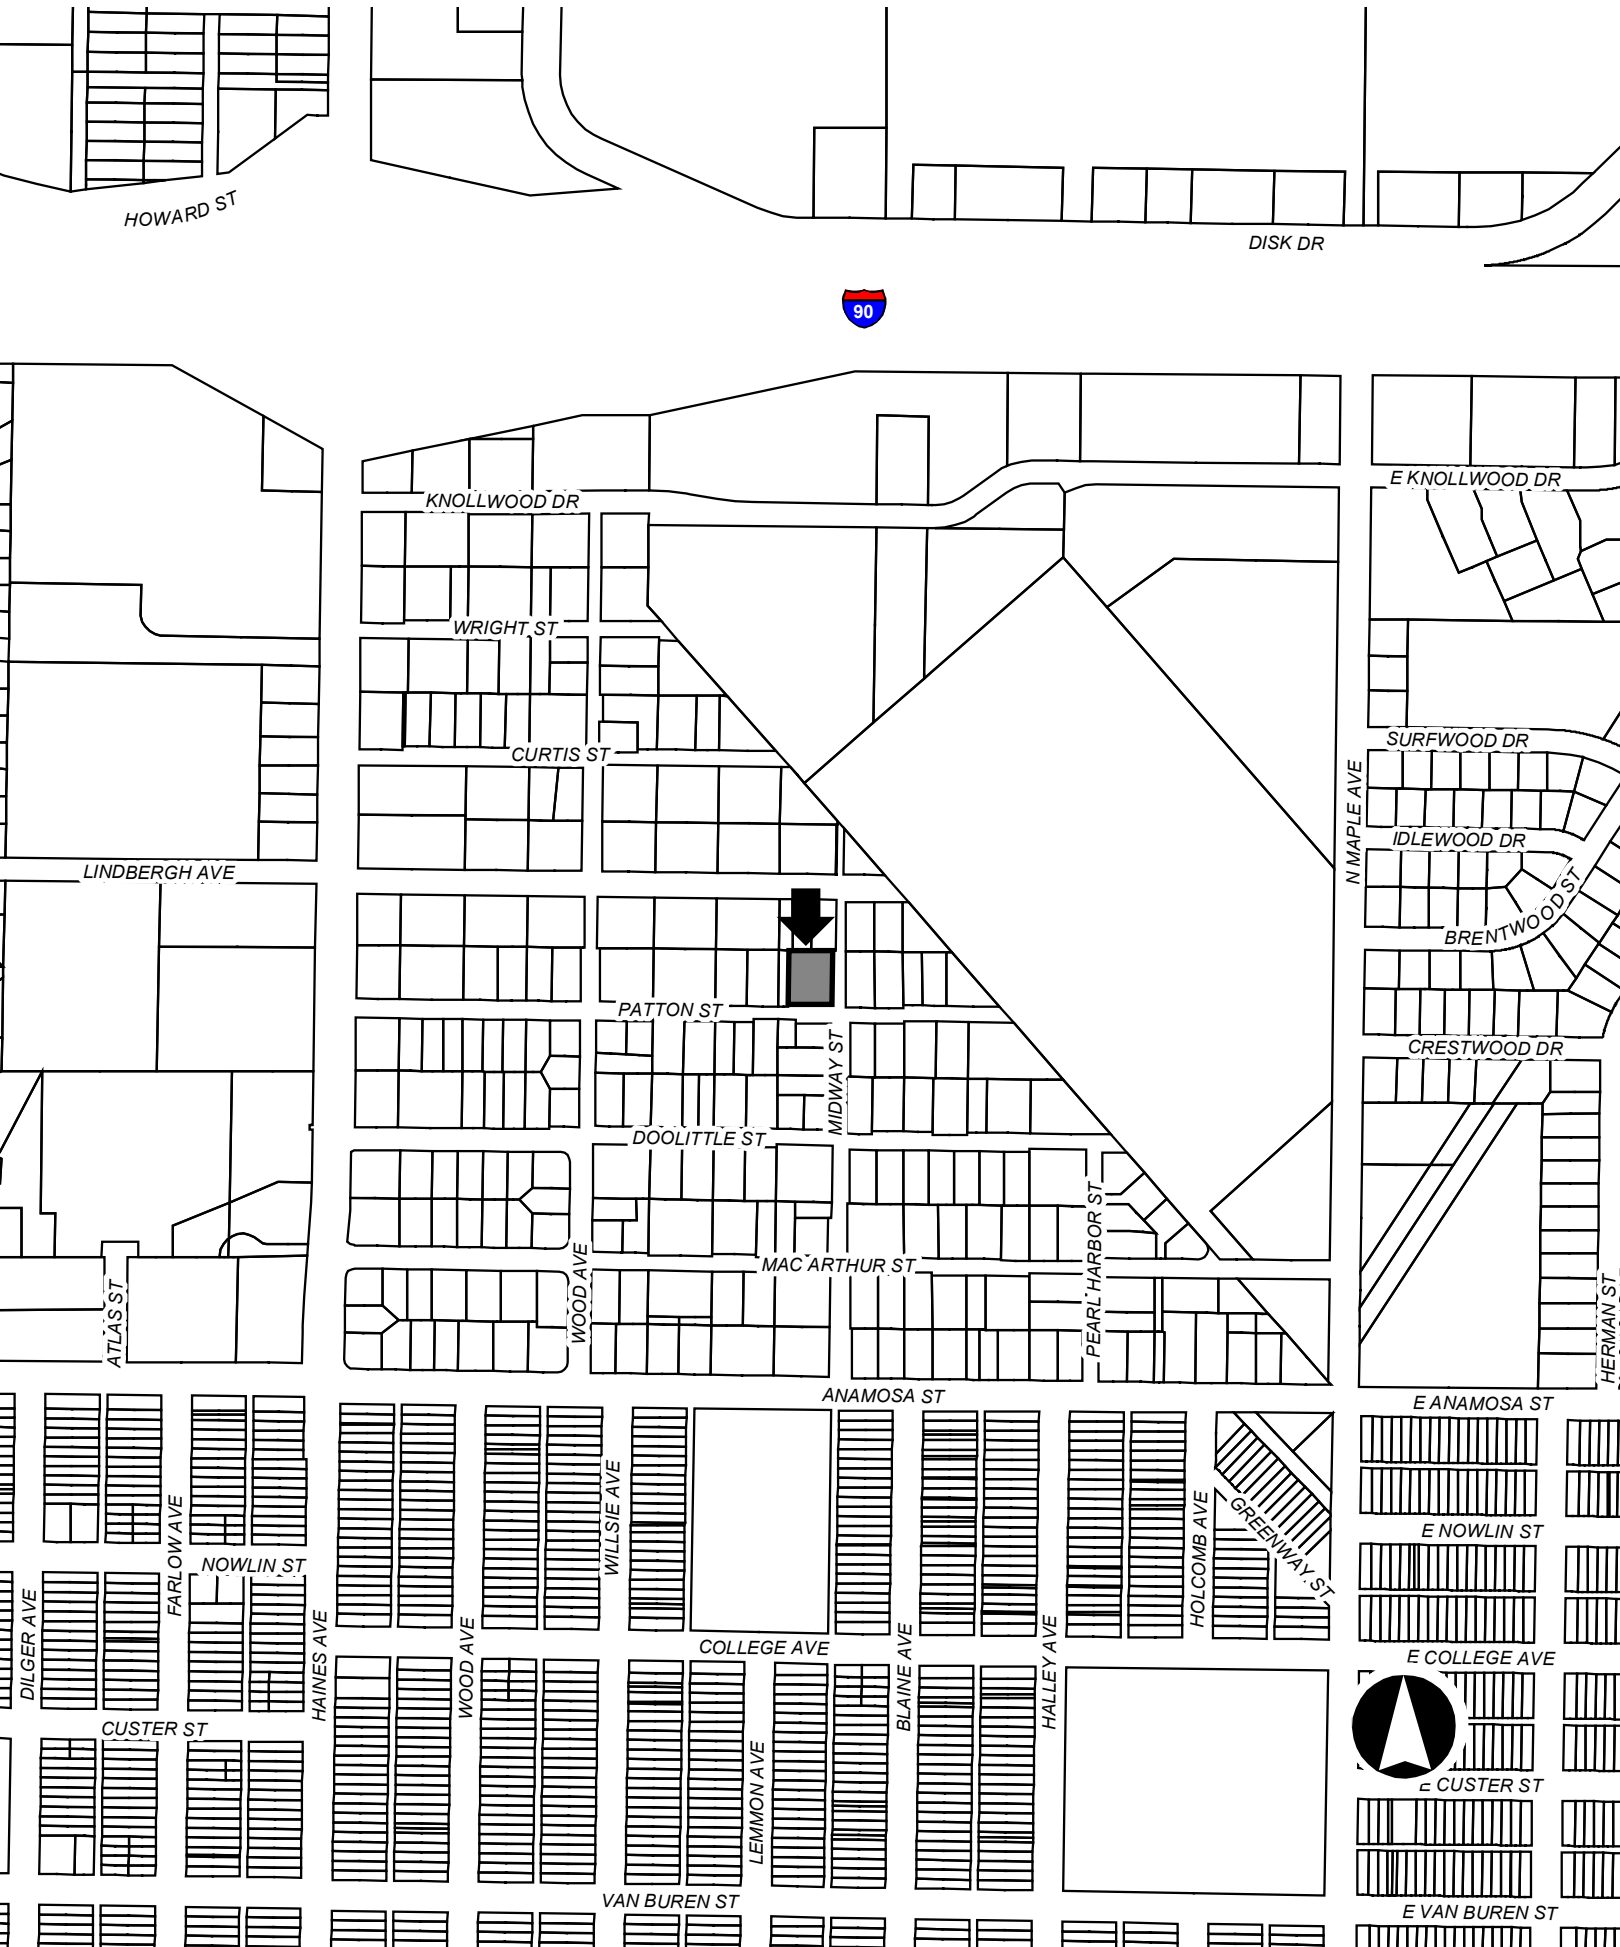 HOWARD ST
DISK DR
90
E KNOLLWOOD DR
KNOLLWOOD DR
WRIGHT ST
SURFWOOD DR
CURTIS ST
N MAPLE AVE
IDLEWOOD DR
LINDBERGH AVE
BRENTWOOD ST
PATTON ST
MIDWAY ST
CRESTWOOD DR
DOOLITTLE ST
PEARL HARBOR ST
MAC ARTHUR ST
WOOD AVE
ATLAS ST
HERMAN ST
ANAMOSA ST
E ANAMOSA ST
WILLSIE AVE
FARLOW AVE
HOLCOMB AVE
GREENWAY ST
E NOWLIN ST
NOWLIN ST
DILGER AVE
HAINES AVE
WOOD AVE
COLLEGE AVE
BLAINE AVE
HALLEY AVE
E COLLEGE AVE
CUSTER ST
LEMMON AVE
E CUSTER ST
VAN BUREN ST
E VAN BUREN ST